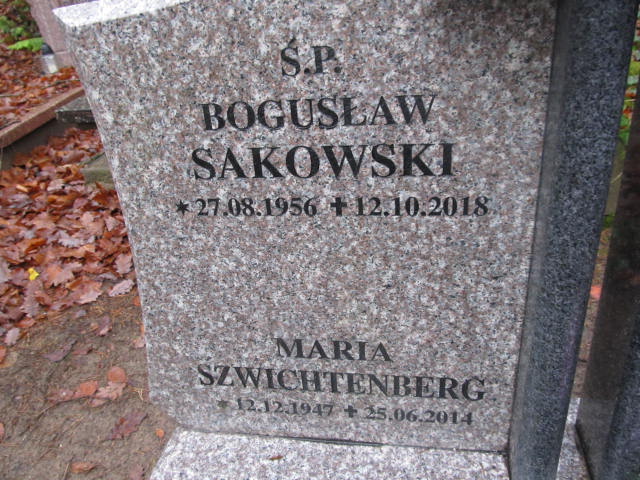 Ś.P.
BOGUSŁAW
SAKOWSKI
* 27.08.1956 ✝ 12.10.2018
MARIA
SZWICHTENBERG
* 12.12.1947 ✝ 25.06.2014